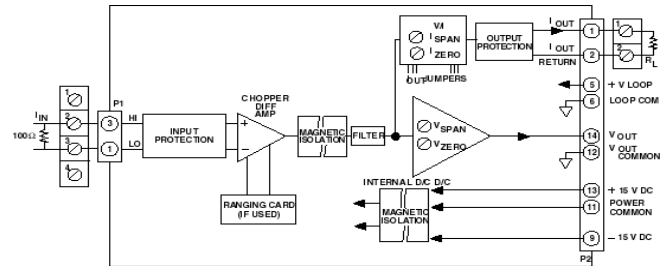 V/I
I SPAN
I ZERO
IOUT JUMPERS
OUTPUT
PROTECTION
I OUT
I OUT
RETURN
1
2
1
2
RL
P1
1
2
3
4
I IN
100Ω
3
1
HI
LO
INPUT
PROTECTION
CHOPPER
DIFF
AMP
+
−
MAGNETIC
ISOLATION
FILTER
RANGING CARD
(IF USED)
V SPAN
V ZERO
5
+ V LOOP
6
LOOP COM
14
V OUT
12
V OUT
COMMON
INTERNAL D/C D/C
MAGNETIC
ISOLATION
13
+ 15 V DC
11
POWER
COMMON
9
− 15 V DC
P2